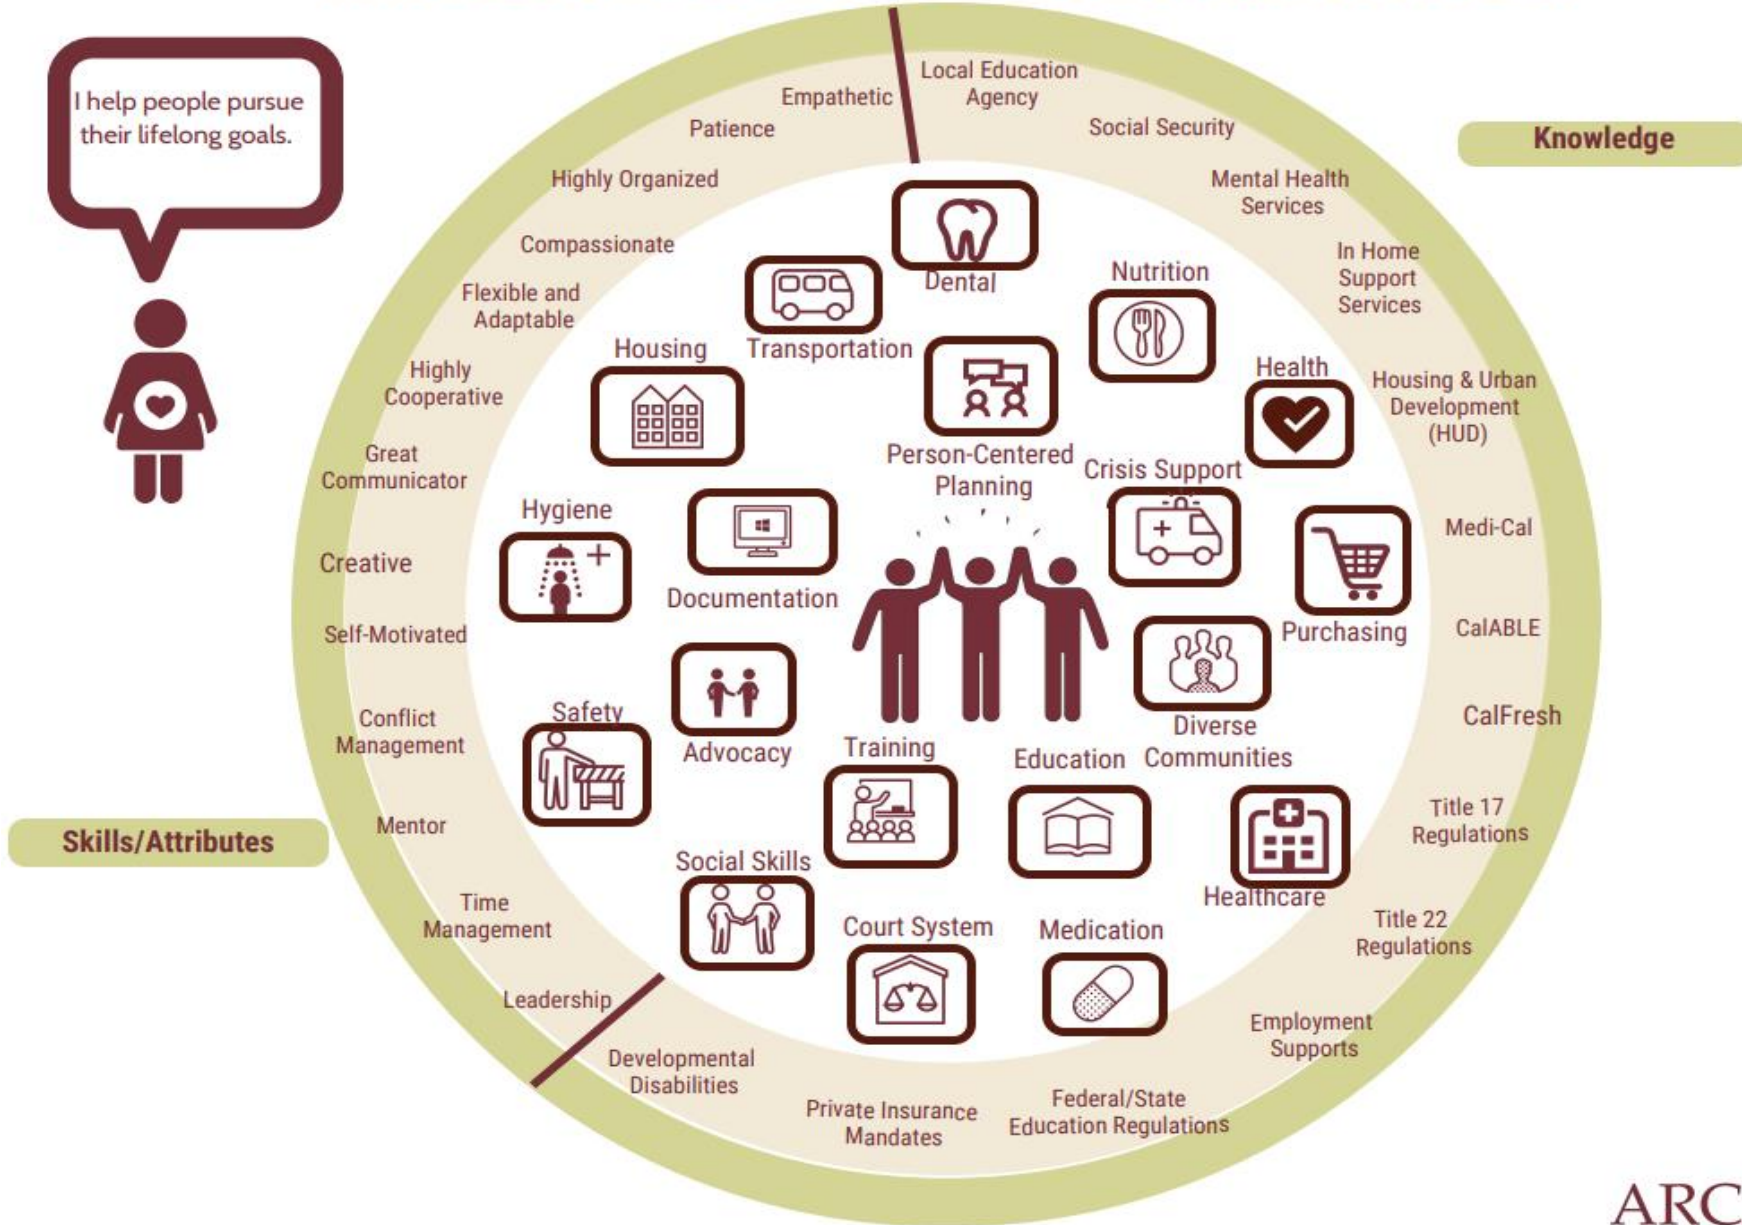 I help people pursue
their lifelong goals.
Knowledge
Skills/Attributes
Empathetic
Patience
Highly Organized
Compassionate
Flexible and
Adaptable
Highly
Cooperative
Great
Communicator
Creative
Self-Motivated
Conflict
Management
Mentor
Time
Management
Leadership
Local Education
Agency
Social Security
Mental Health
Services
In Home
Support
Services
Housing & Urban
Development
(HUD)
Medi-Cal
CalABLE
CalFresh
Title 17
Regulations
Title 22
Regulations
Employment
Supports
Federal/State
Education Regulations
Private Insurance
Mandates
Developmental
Disabilities
Dental
Nutrition
Transportation
Housing
Health
Person-Centered
Planning
Crisis Support
Hygiene
Documentation
Purchasing
Safety
Advocacy
Diverse
Communities
Training
Education
Social Skills
Healthcare
Court System
Medication
ARC